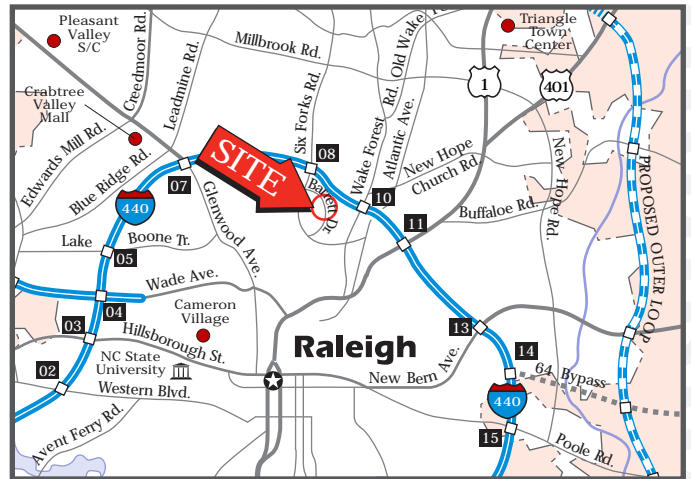 Pleasant
Valley
S/C
Creedmoor Rd.
Leadmine Rd.
Millbrook Rd.
Six Forks Rd.
Old Wake
Triangle
Town
Center
1
401
Crabtree
Valley
Mall
Edwards Mill Rd.
Blue Ridge Rd.
07
SITE
08
Barrett Dr.
Wake Forest Rd.
Atlantic Ave.
New Hope
Church Rd.
10
New Hope Rd.
PROPOSED OUTER LOOP
440
Glenwood Ave.
Buffaloe Rd.
11
Lake Boone Tr.
05
Wade Ave.
04
Cameron
Village
03
Hillsborough St.
Raleigh
13
14
NC State
University
02
Western Blvd.
New Bern Ave.
64 Bypass
440
Avent Ferry Rd.
15
Poole Rd.